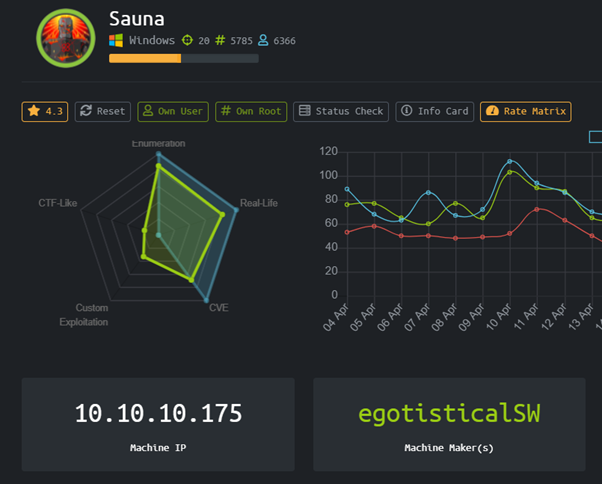 Sauna
Windows 20 # 5785 6366
4.3 Reset Own User # Own Root Status Check Info Card Rate Matrix
Enumeration
CTF-Like Real-Life
Custom
Exploitation
CVE
120
100
80
60
40
20
0
04 Apr 05 Apr 06 Apr 07 Apr 08 Apr 09 Apr 10 Apr 11 Apr 12 Apr 13 Apr
10.10.10.175
Machine IP
egotisticalSW
Machine Maker(s)